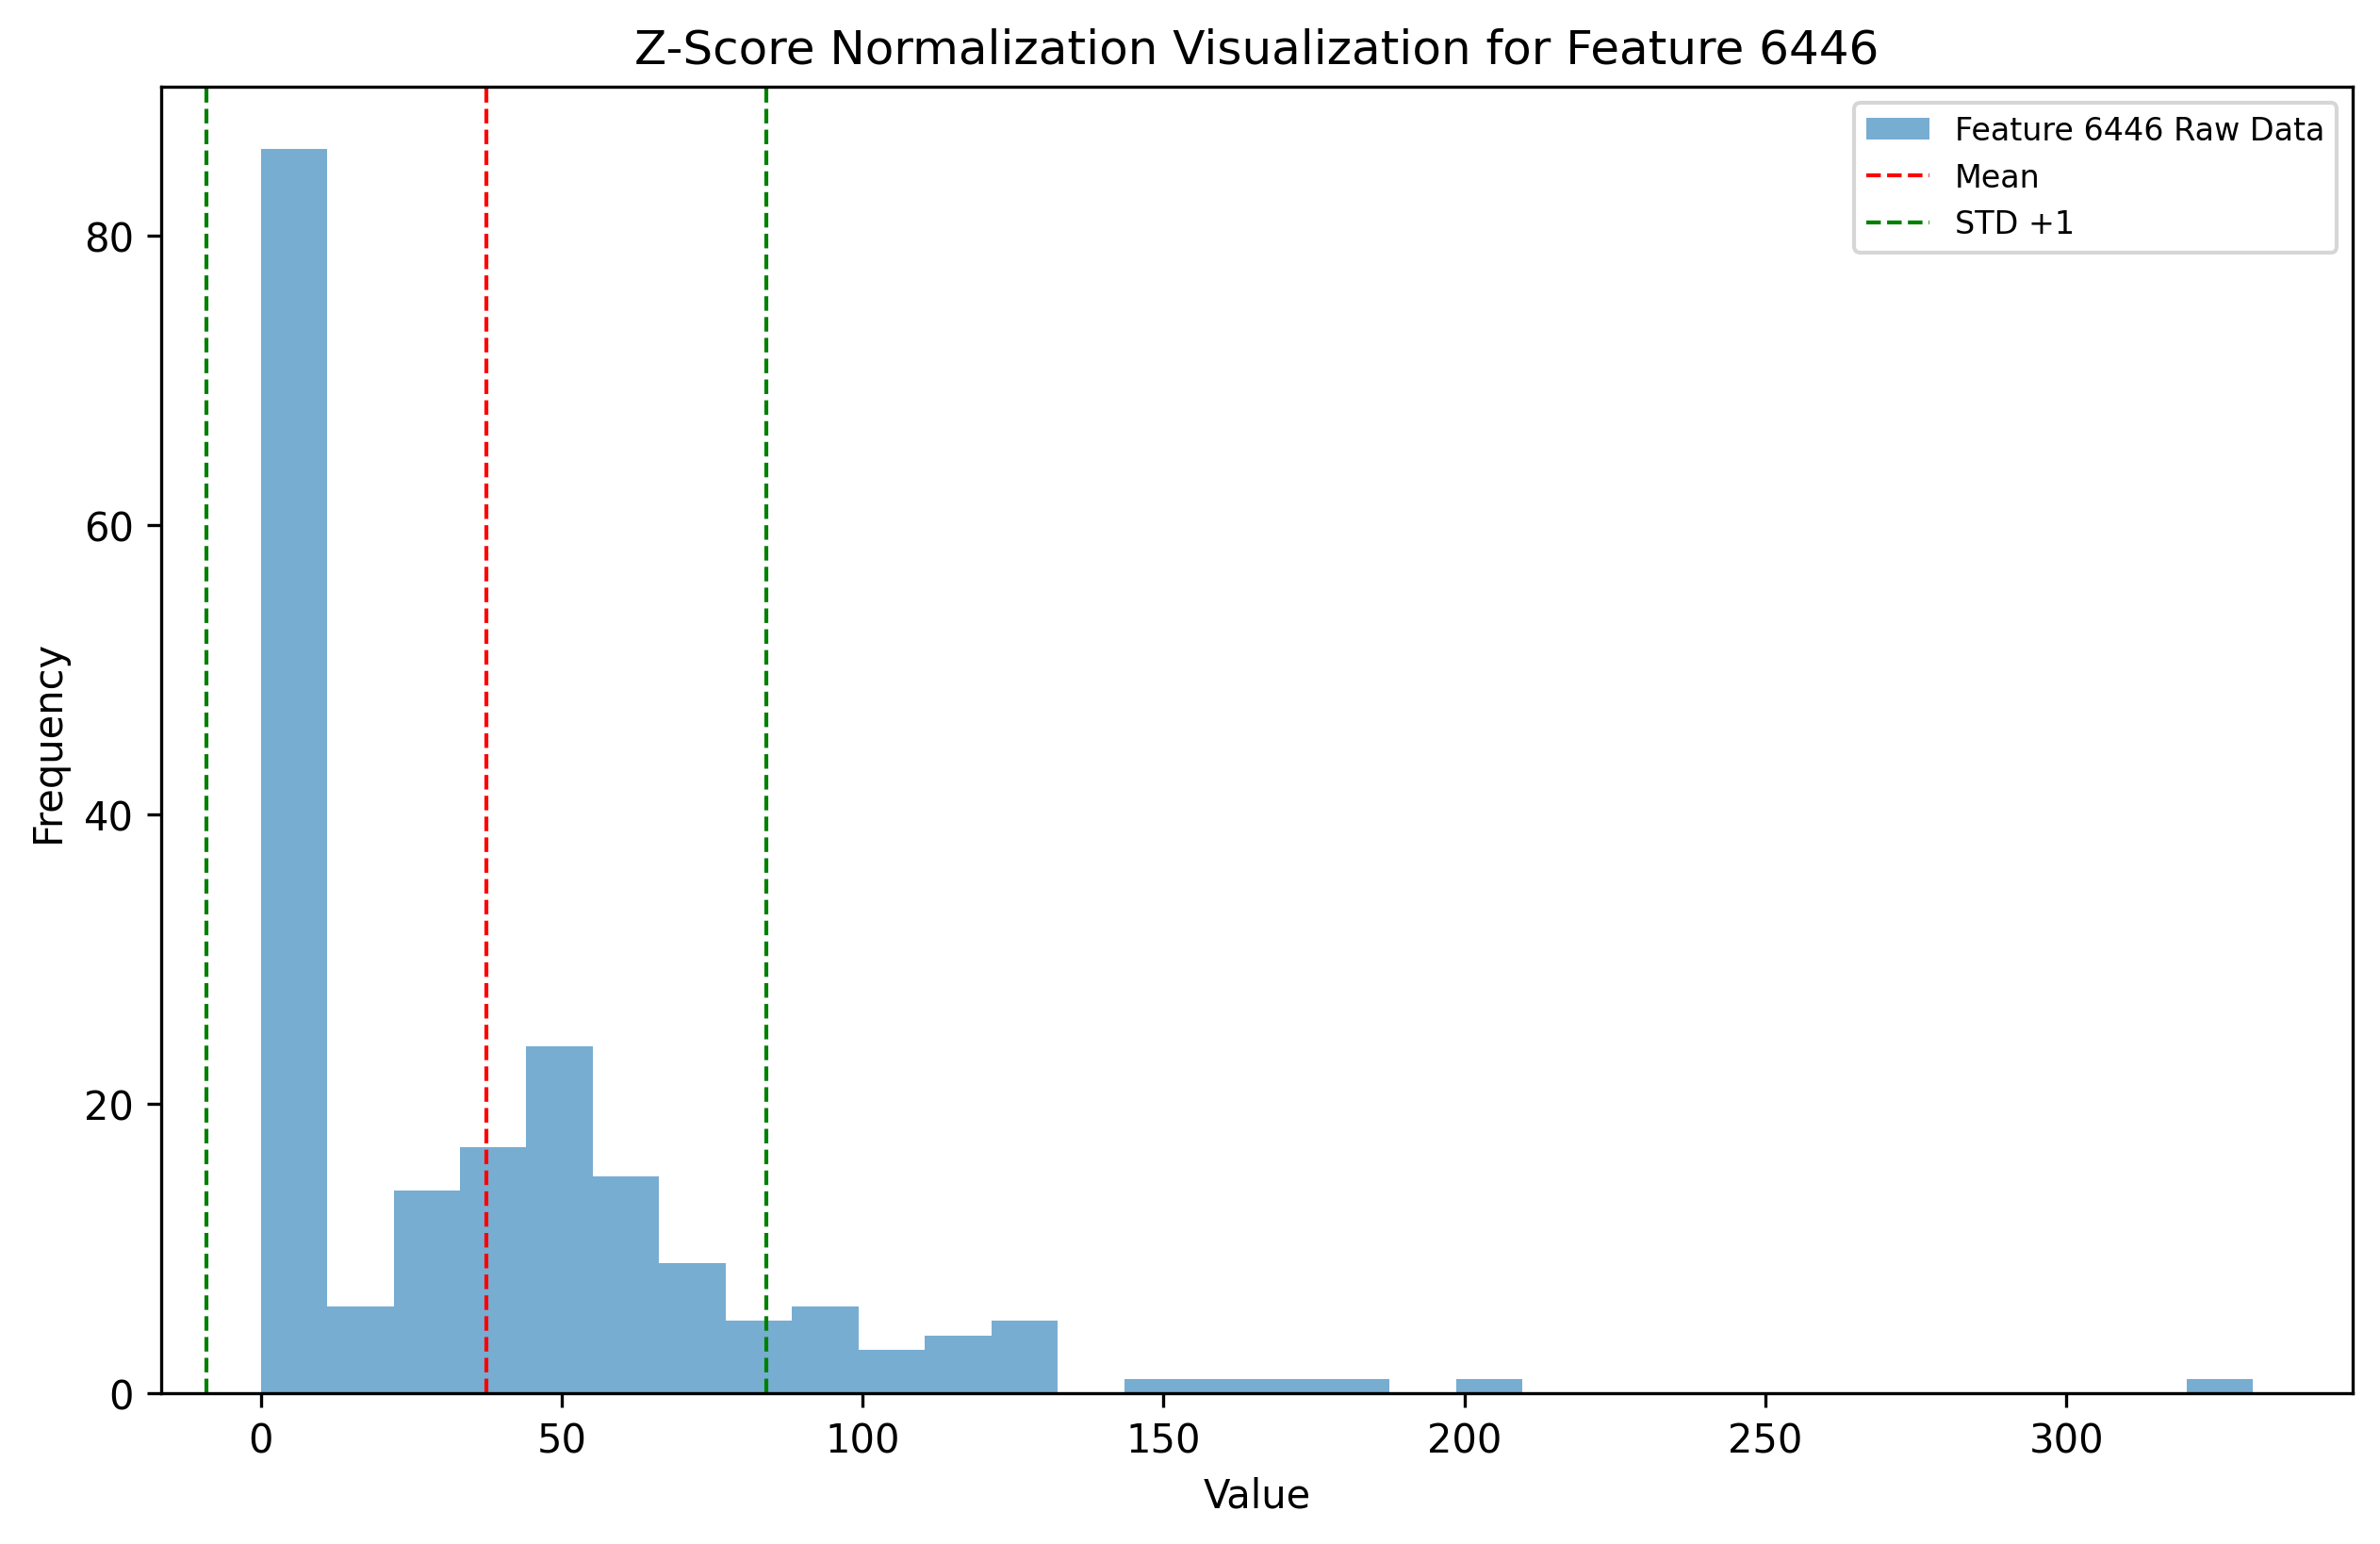 Z-Score Normalization Visualization for Feature 6446
Feature 6446 Raw Data
Mean
STD +1
Frequency
80
60
40
20
0
0 50 100 150 200 250 300
Value